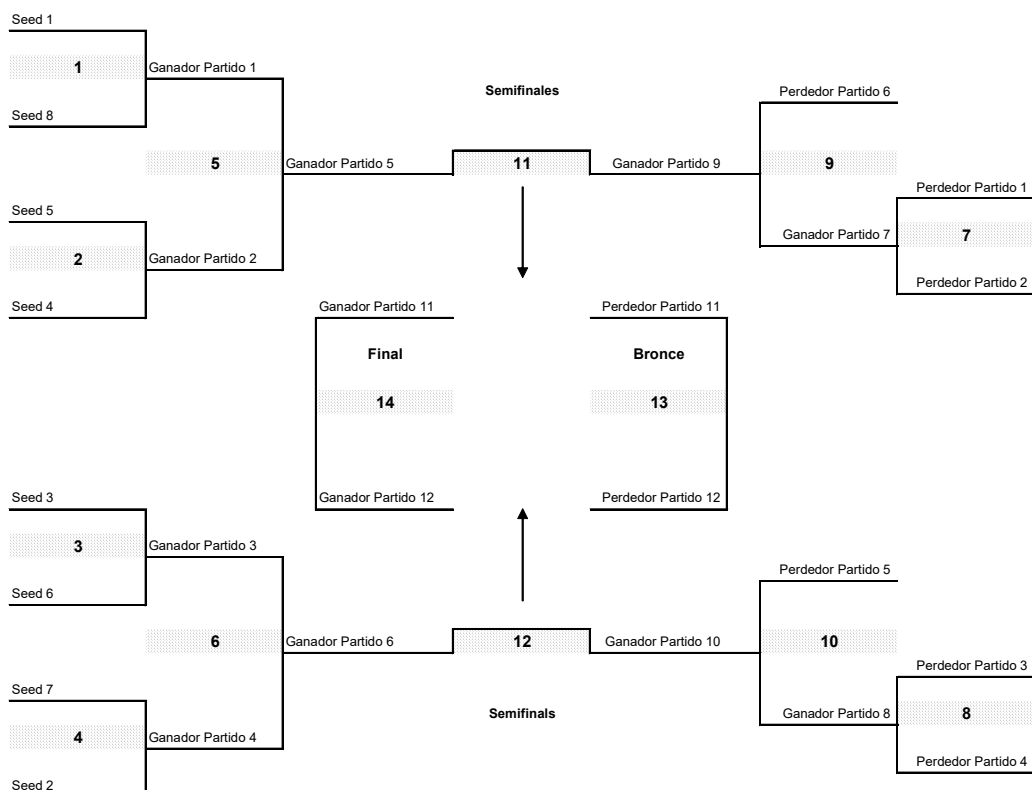 Seed 1
1
Ganador Partido 1
Seed 8
5
Ganador Partido 5
Seed 5
2
Ganador Partido 2
Seed 4
Semifinales
11
Ganador Partido 9
Perdedor Partido 6
9
Perdedor Partido 1
Ganador Partido 7
7
Perdedor Partido 2
Ganador Partido 11
Final
14
Ganador Partido 12
Perdedor Partido 11
Bronce
13
Perdedor Partido 12
Seed 3
3
Ganador Partido 3
Seed 6
6
Ganador Partido 6
Seed 7
4
Ganador Partido 4
Seed 2
12
Semifinals
Ganador Partido 10
Perdedor Partido 5
10
Perdedor Partido 3
Ganador Partido 8
8
Perdedor Partido 4